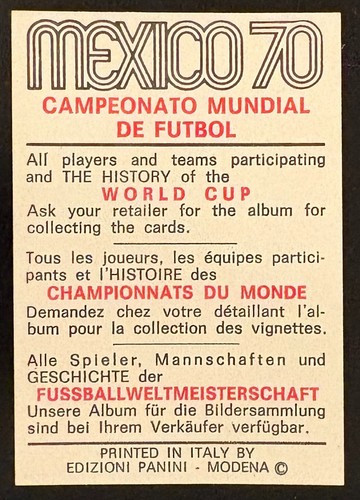 MEXICO 70
CAMPEONATO MUNDIAL
DE FUTBOL
All players and teams participating
and THE HISTORY of the
WORLD CUP
Ask your retailer for the album for
collecting the cards.
Tous les joueurs, les équipes partici-
pants et l'HISTOIRE des
CHAMPIONNATS DU MONDE
Demandez chez votre détaillant l'al-
bum pour la collection des vignettes.
Alle Spieler, Mannschaften und
GESCHICHTE der
FUSSBALLWELTMEISTERSCHAFT
Unsere Album für die Bildersammlung
sind bei Ihrem Verkäufer verfügbar.
PRINTED IN ITALY BY
EDIZIONI PANINI - MODENA ©